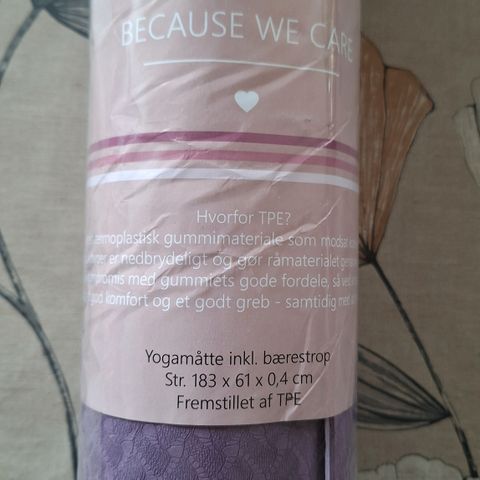 BECAUSE WE CARE
Hvorfor TPE?
termoplastisk gummimateriale som modsat
er nedbrydeligt og gør råmaterialet
med gummiets gode fordele, så
god komfort og et godt greb - samtidig med
Yogamåtte inkl. bærestrop
Str. 183 x 61 x 0,4 cm
Fremstillet af TPE